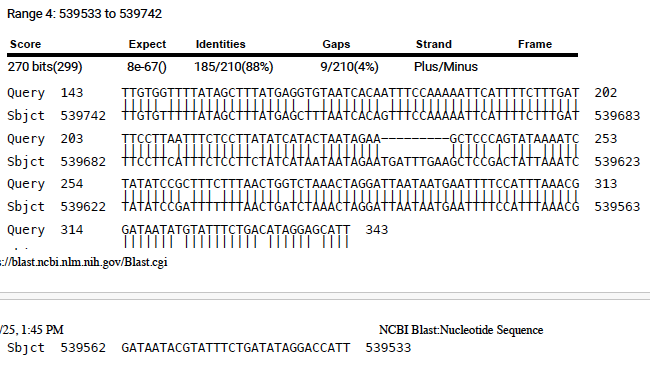 Range 4: 539533 to 539742
Score Expect Identities Gaps Strand Frame
270 bits(299) 8e-67() 185/210(88%) 9/210(4%) Plus/Minus
Query 143 TTGTGGTTTTATAGCTTTATGAGGTGTAATCACAATTTCCAAAAATTCATTTTCTTTGAT 202
Sbjct 539742 TTGTGTTTTTATAGCTTTATGAGCTTTAATCACAGTTTCCAAAAATTCATTTTCTTTGAT 539683
Query 203 TTCCTTAATTTCTCCTTATATCATACTAATAGAA---------GCTCCCAGTATAAAATC 253
Sbjct 539682 TTCCTTCATTTCTCCTTCTATCATAATAATAGAATGATTTGAAGCTCCGACTATTAAATC 539623
Query 254 TATATCCGCTTTCTTTAACTGGTCTAAACTAGGATTAATAATGAATTTTCCATTTAAACG 313
Sbjct 539622 TATATCCGATTTTTTTAACTGATCTAAACTAGGATTAATAATGAATTTTCCATTTAAACG 539563
Query 314 GATAATATGTATTTCTGACATAGGAGCATT 343
s://blast.ncbi.nlm.nih.gov/Blast.cgi
/25, 1:45 PM NCBI Blast:Nucleotide Sequence
Sbjct 539562 GATAATACGTATTTCTGATATAGGACCATT 539533